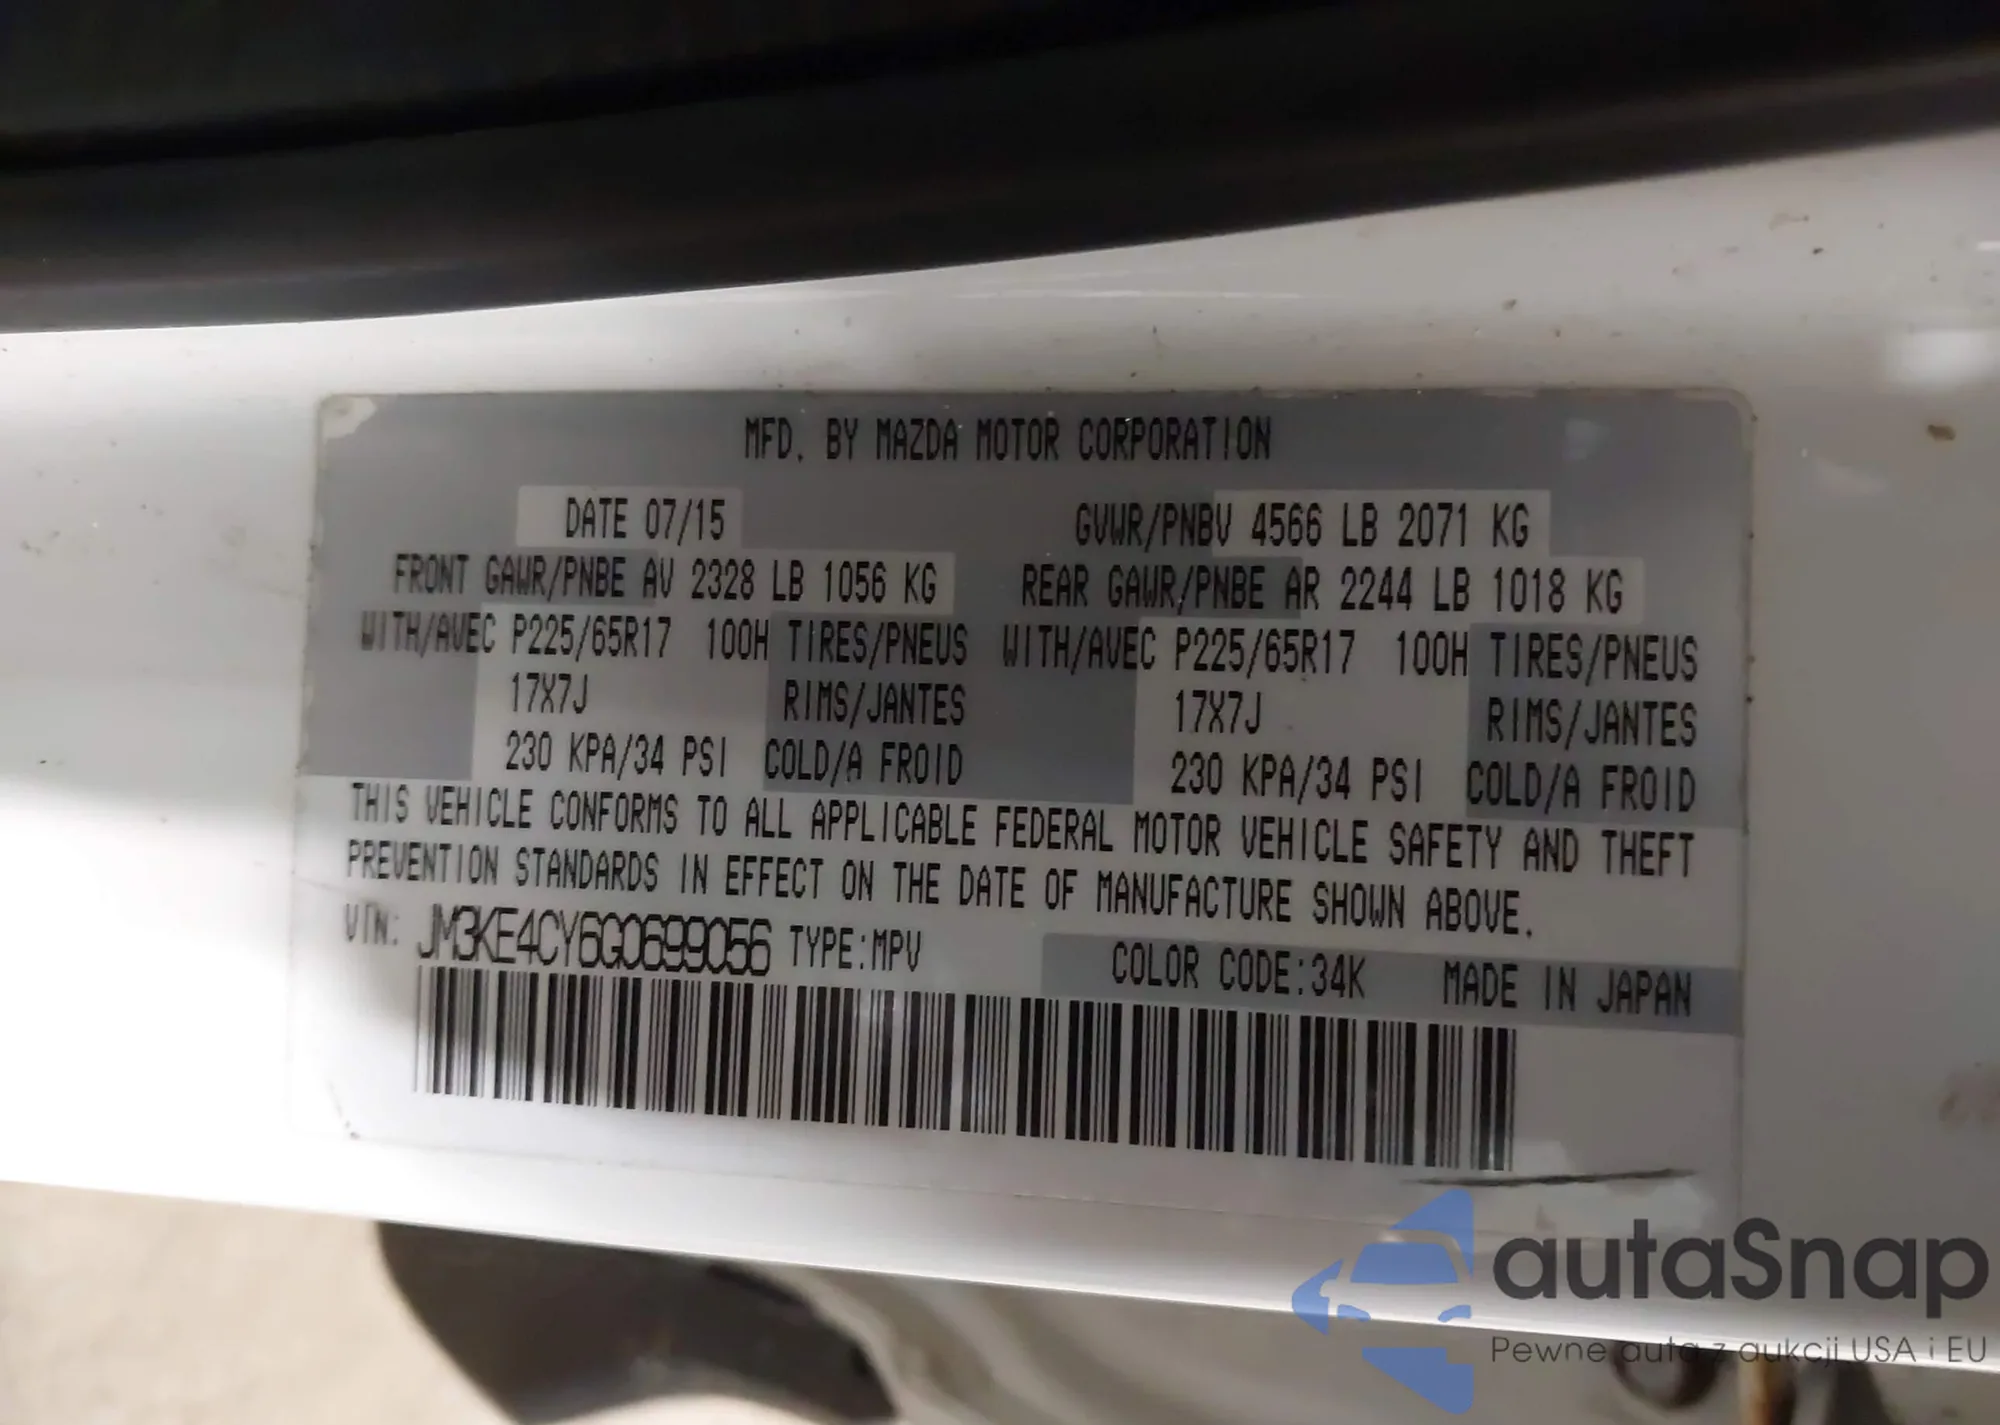 MFD. BY MAZDA MOTOR CORPORATION
DATE 07/15 GVWR/PNBV 4566 LB 2071 KG
FRONT GAWR/PNBE AV 2328 LB 1056 KG REAR GAWR/PNBE AR 2244 LB 1018 KG
WITH/AVEC P225/65R17 100H TIRES/PNEUS WITH/AVEC P225/65R17 100H TIRES/PNEUS
17X7J RIMS/JANTES 17X7J RIMS/JANTES
230 KPA/34 PSI COLD/A FROID 230 KPA/34 PSI COLD/A FROID
THIS VEHICLE CONFORMS TO ALL APPLICABLE FEDERAL MOTOR VEHICLE SAFETY AND THEFT
PREVENTION STANDARDS IN EFFECT ON THE DATE OF MANUFACTURE SHOWN ABOVE.
VIN: JM3KE4CY6G0699056 TYPE:MPV COLOR CODE:34K MADE IN JAPAN
autaSnap
Pewne auta z aukcji USA i EU